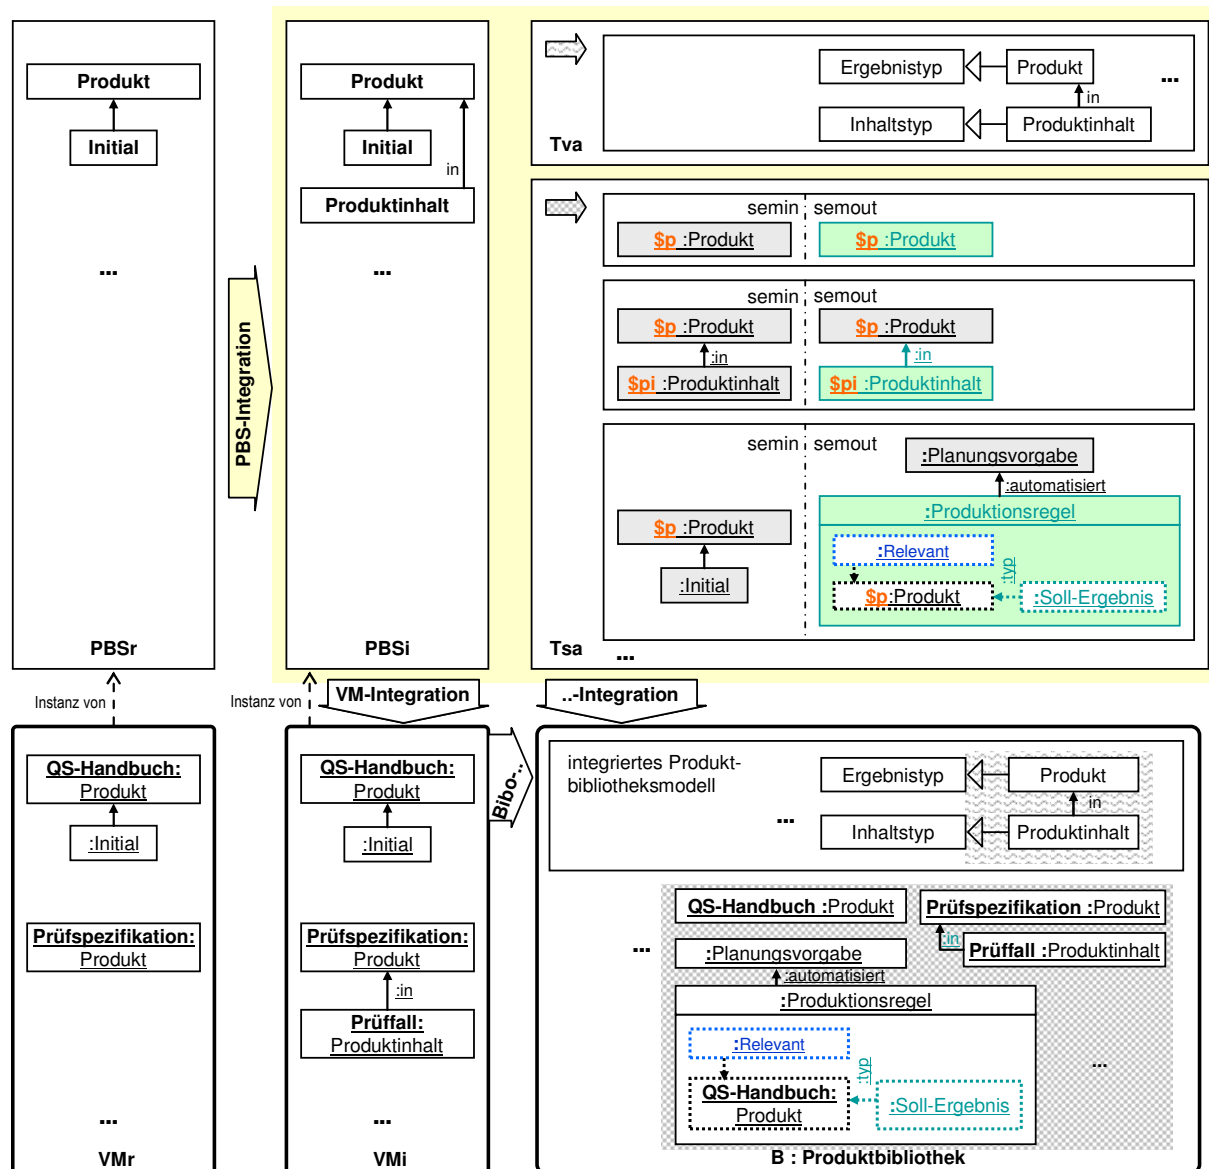 Produkt
Initial
...
PBSr
PBS-Integration
Produkt
Initial
in
Produktinhalt
...
PBSi
Ergebnistyp
Produkt
...
in
Inhaltstyp
Produktinhalt
Tva
semin
semout
$p :Produkt
$p :Produkt
semin
semout
$p :Produkt
$p :Produkt
:in
:in
$pi :Produktinhalt
$pi :Produktinhalt
semin
semout
:Planungsvorgabe
:automatisiert
:Produktionsregel
$p :Produkt
:Relevant
:typ
:Initial
$p:Produkt
:Soll-Ergebnis
Tsa
...
Instanz von
Instanz von
VM-Integration
..-Integration
QS-Handbuch:
Produkt
:Initial
Prüfspezifikation:
Produkt
...
VMr
QS-Handbuch:
Produkt
:Initial
Prüfspezifikation:
Produkt
:in
Prüffall:
Produktinhalt
...
VMi
Bibo-..
integriertes Produkt-
bibliotheksmodell
Ergebnistyp
Produkt
in
...
Inhaltstyp
Produktinhalt
QS-Handbuch :Produkt
Prüfspezifikation :Produkt
...
:in
:Planungsvorgabe
Prüffall :Produktinhalt
:automatisiert
:Produktionsregel
:Relevant
:typ
...
QS-Handbuch:
Produkt
:Soll-Ergebnis
B : Produktbibliothek